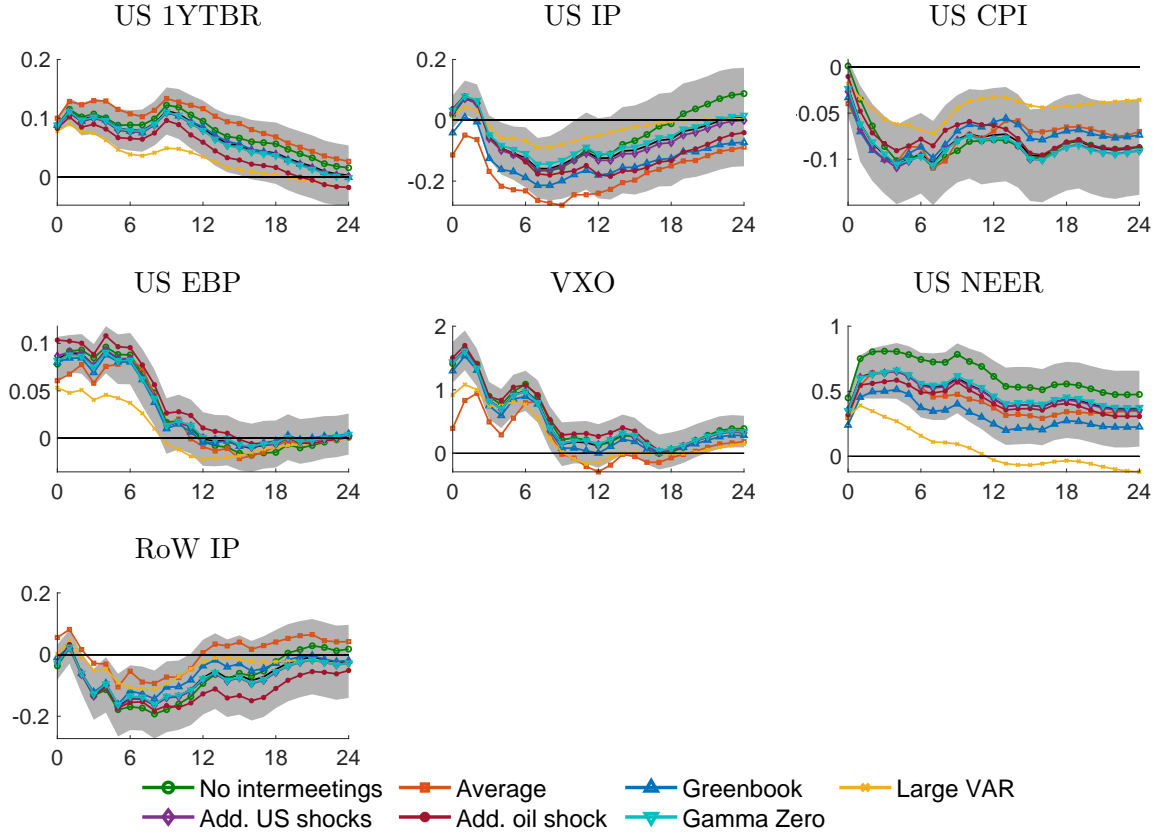 US 1YTBR
US IP
US CPI
0.2
0.1
0
0 6 12 18 24
0.2
0
-0.2
0 6 12 18 24
0
-0.05
-0.1
0 6 12 18 24
US EBP
VXO
US NEER
0.1
0.05
0
0 6 12 18 24
2
1
0
0 6 12 18 24
1
0.5
0
0 6 12 18 24
RoW IP
0.2
0
-0.2
0 6 12 18 24
No intermeetings Average Greenbook Large VAR
Add. US shocks Add. oil shock Gamma Zero